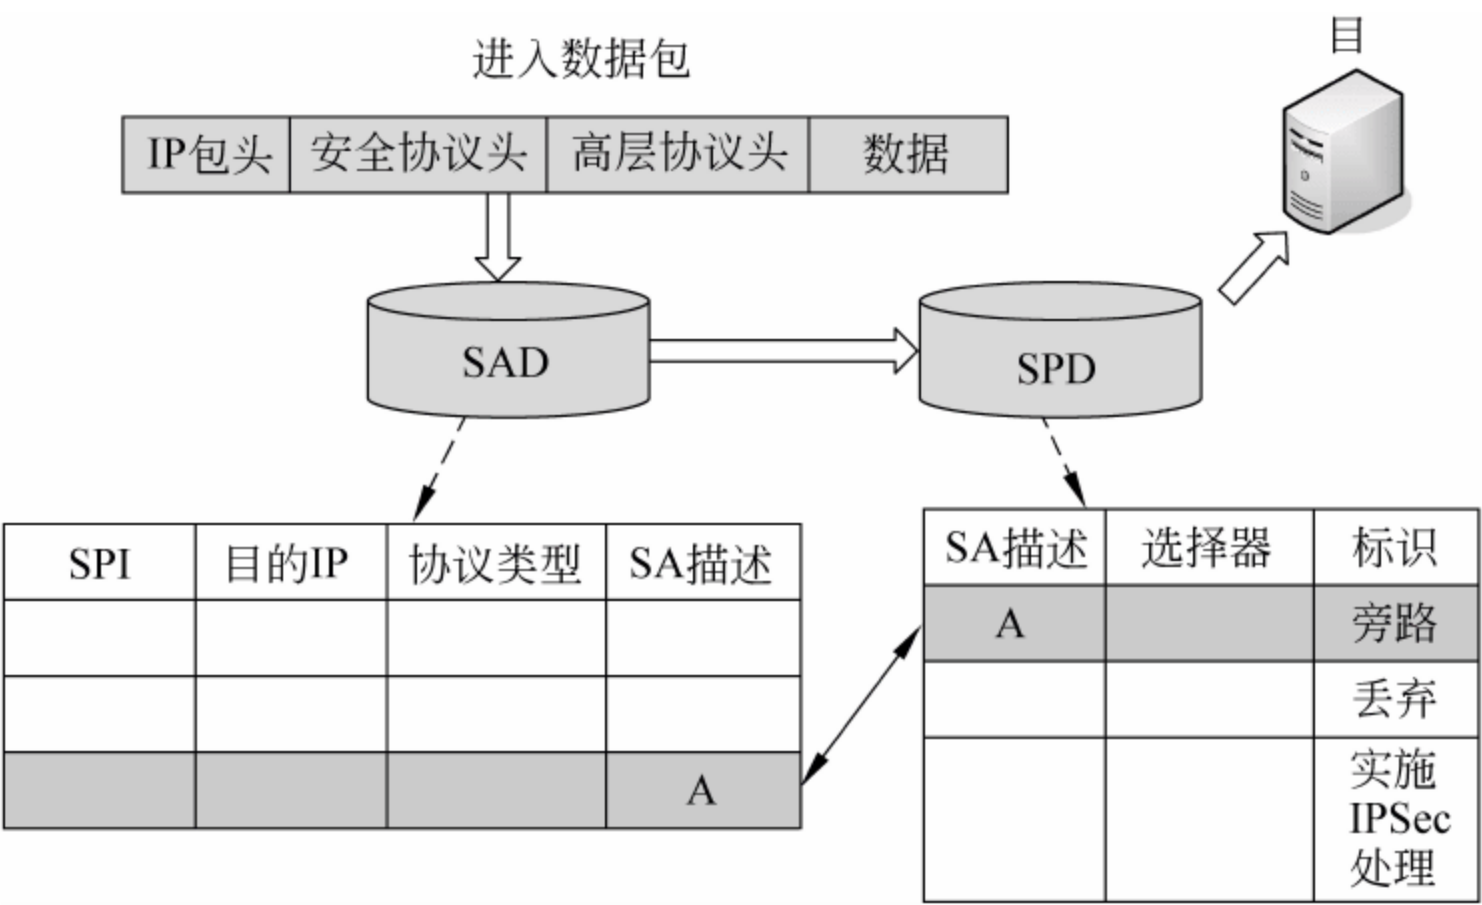 进入数据包
目
IP包头 安全协议头 高层协议头 数据
SAD
SPD
SPI 目的IP 协议类型 SA描述
A
SA描述 选择器 标识
A 旁路
丢弃
实施
IPSec
处理